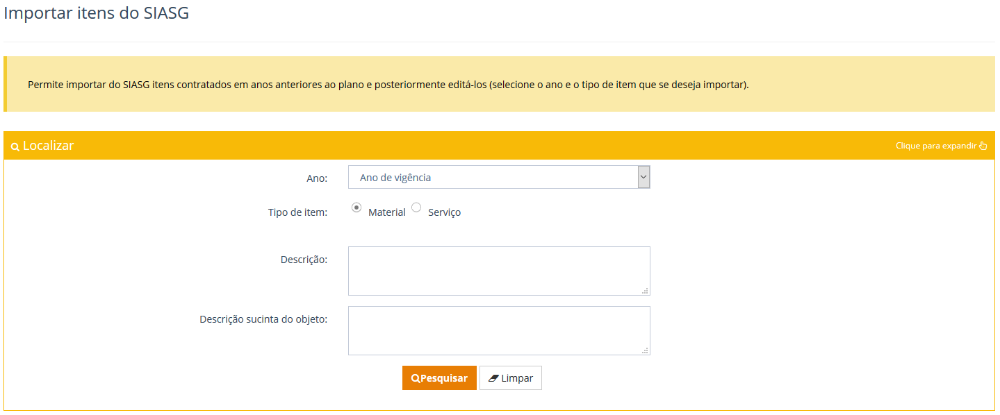 Importar itens do SIASG
Permite importar do SIASG itens contratados em anos anteriores ao plano e posteriormente editá-los (selecione o ano e o tipo de item que se deseja importar).
Localizar
Clique para expandir
Ano:
Ano de vigência
Tipo de item:
Material
Serviço
Descrição:
Descrição sucinta do objeto:
Pesquisar
Limpar